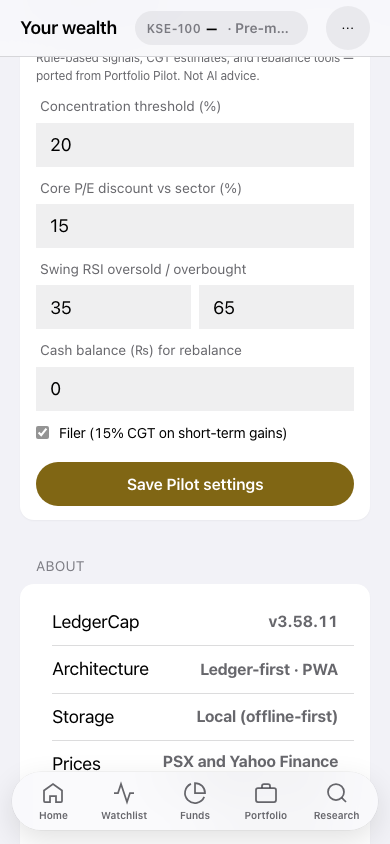 Your wealth
KSE-100 — · Pre-m...
...
Rule-based signals, CGT estimates, and rebalance tools —
ported from Portfolio Pilot. Not AI advice.
Concentration threshold (%)
20
Core P/E discount vs sector (%)
15
Swing RSI oversold / overbought
35 65
Cash balance (₨) for rebalance
0
Filer (15% CGT on short-term gains)
Save Pilot settings
ABOUT
LedgerCap v3.58.11
Architecture Ledger-first · PWA
Storage Local (offline-first)
Prices PSX and Yahoo Finance
Home Watchlist Funds Portfolio Research